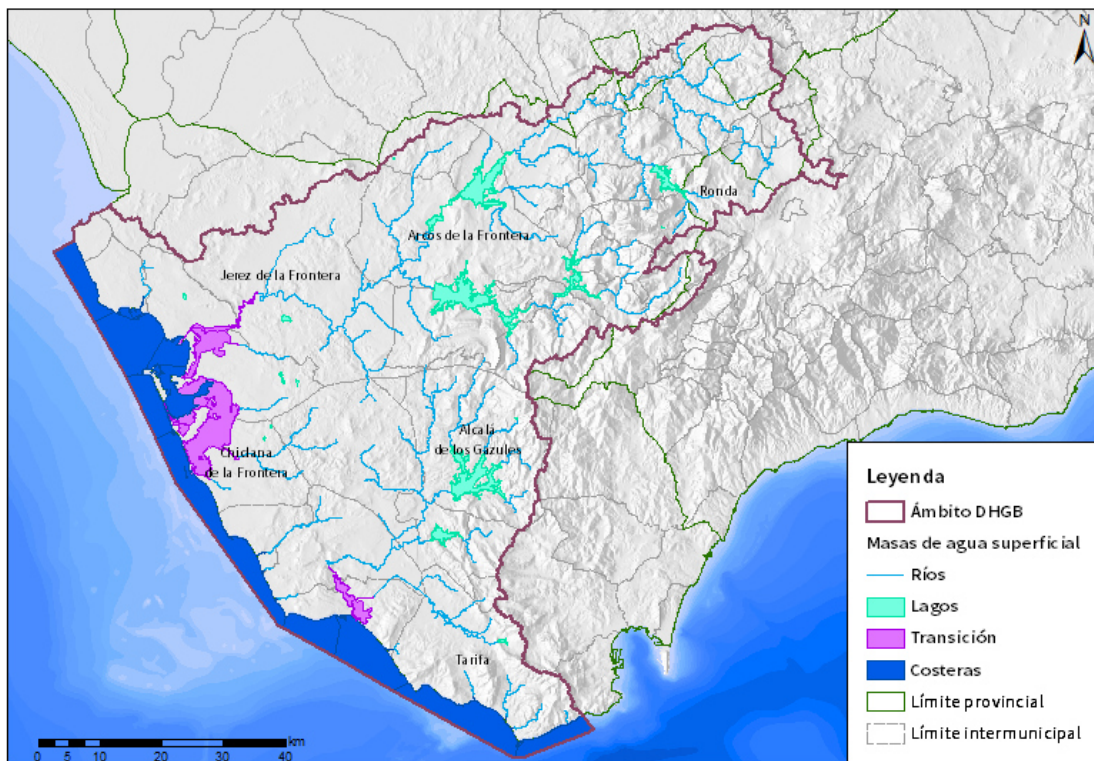 N
Ronda
Arcos de la Frontera
Jerez de la Frontera
Alcalá
de los Gázules
Chiclana
de la Frontera
Tarifa
Leyenda
Ámbito DHGB
Masas de agua superficial
Ríos
Lagos
Transición
Costeras
Límite provincial
Límite intermunicipal
km
0 5 10 20 30 40